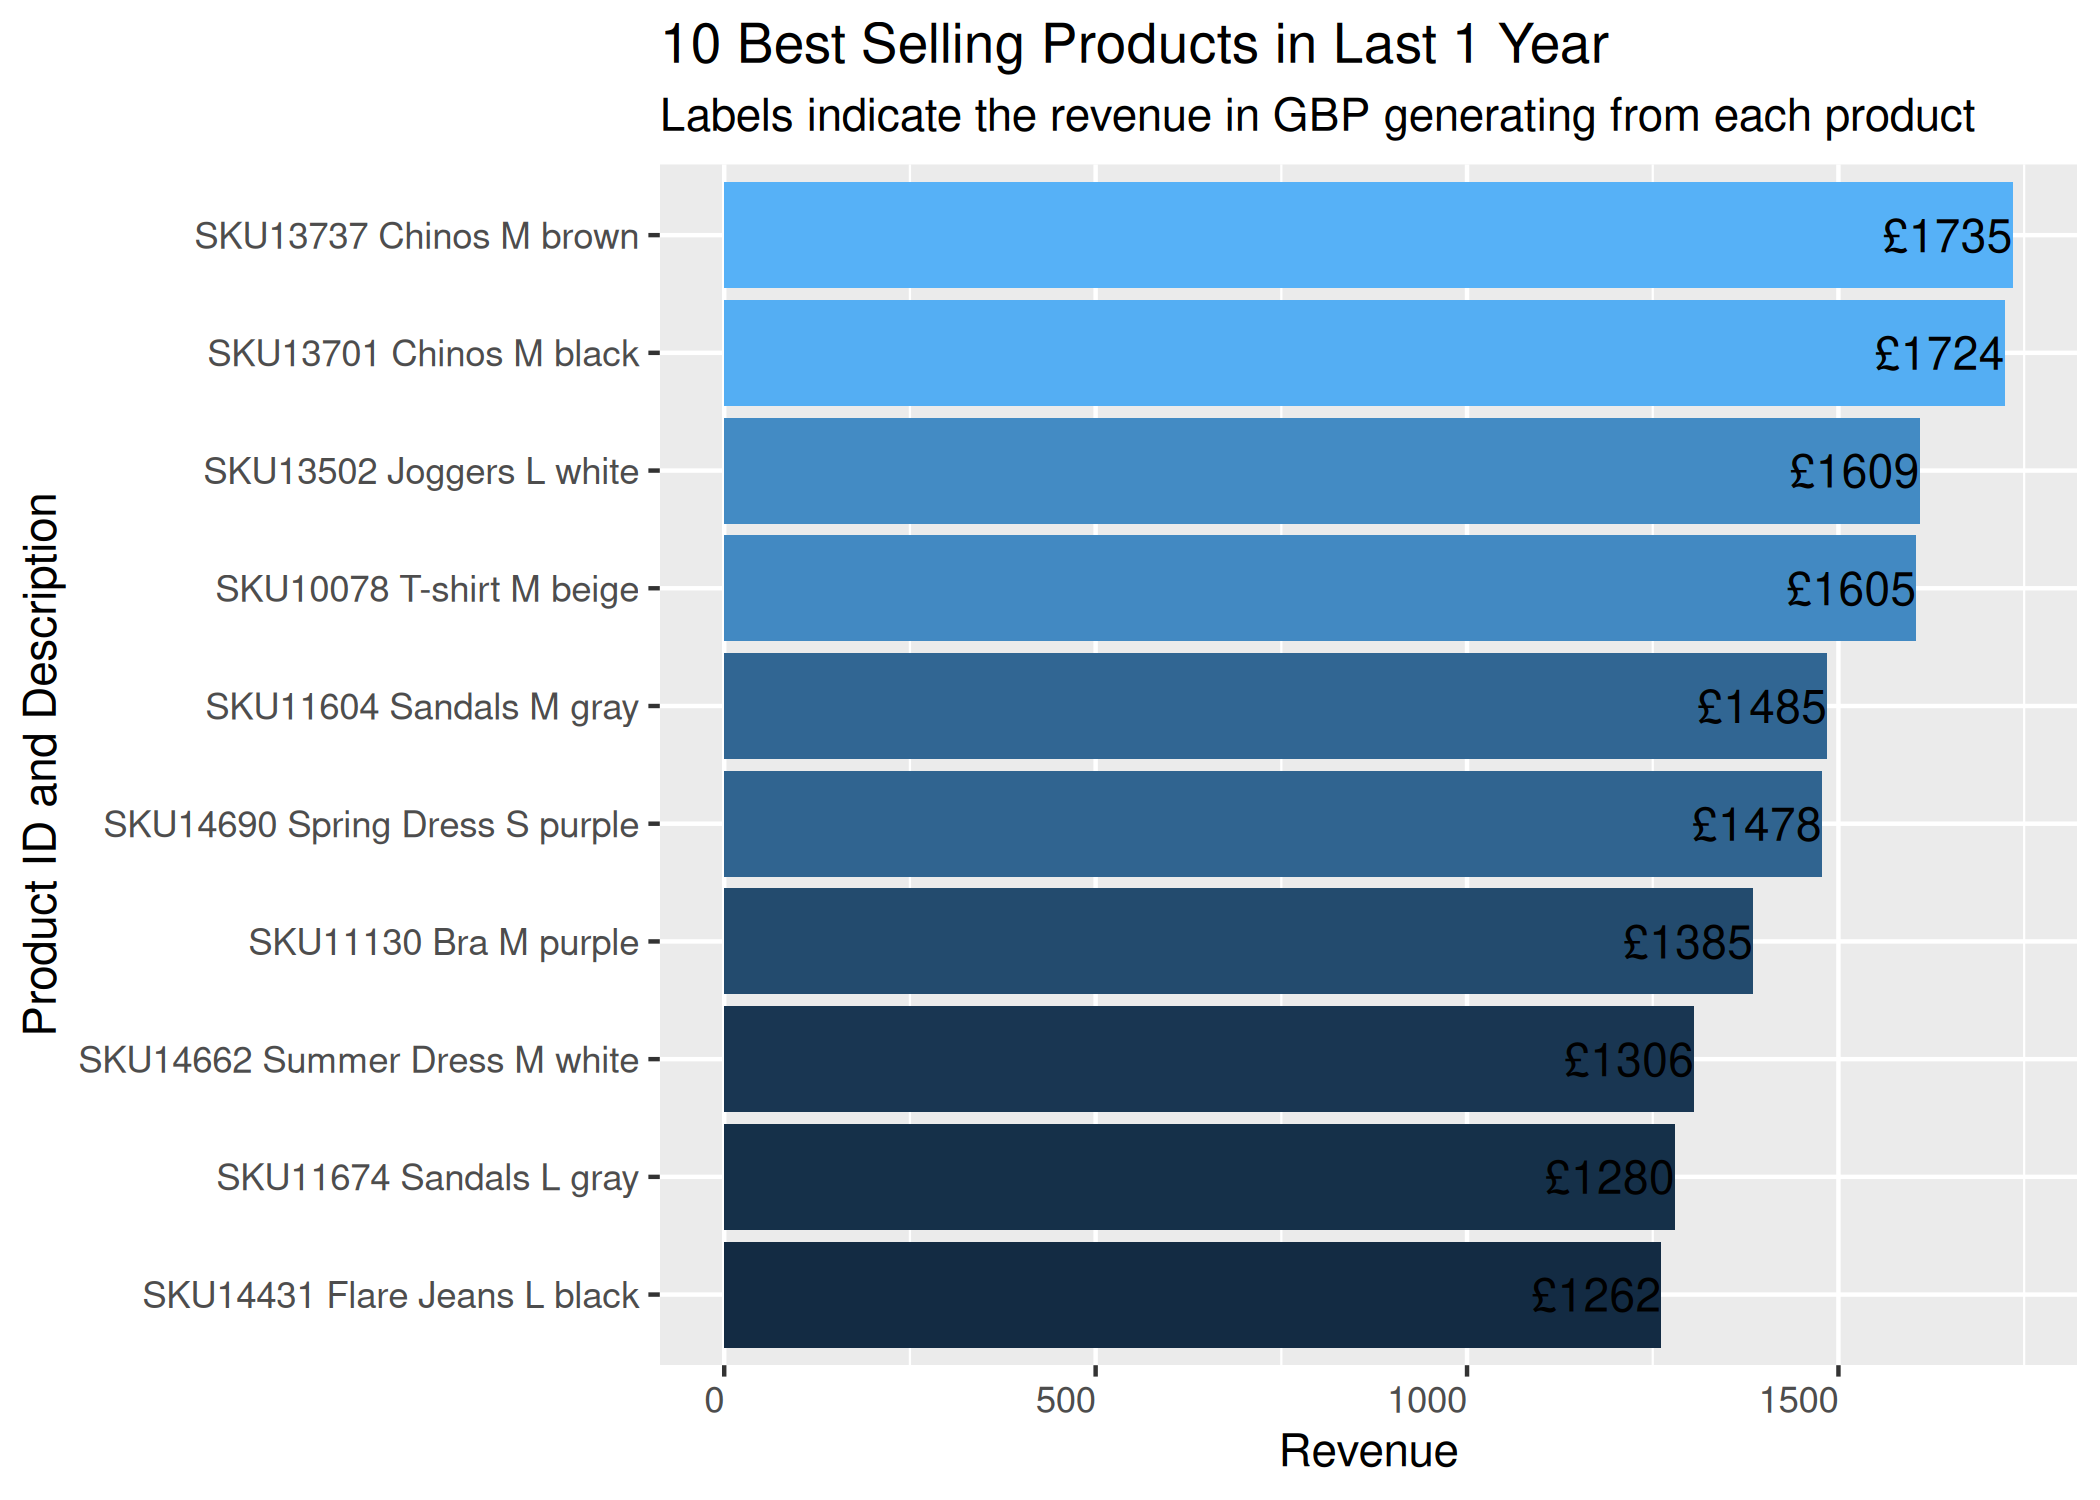 10 Best Selling Products in Last 1 Year
Labels indicate the revenue in GBP generating from each product
Product ID and Description
SKU13737 Chinos M brown £1735
SKU13701 Chinos M black £1724
SKU13502 Joggers L white £1609
SKU10078 T-shirt M beige £1605
SKU11604 Sandals M gray £1485
SKU14690 Spring Dress S purple £1478
SKU11130 Bra M purple £1385
SKU14662 Summer Dress M white £1306
SKU11674 Sandals L gray £1280
SKU14431 Flare Jeans L black £1262
0 500 1000 1500
Revenue